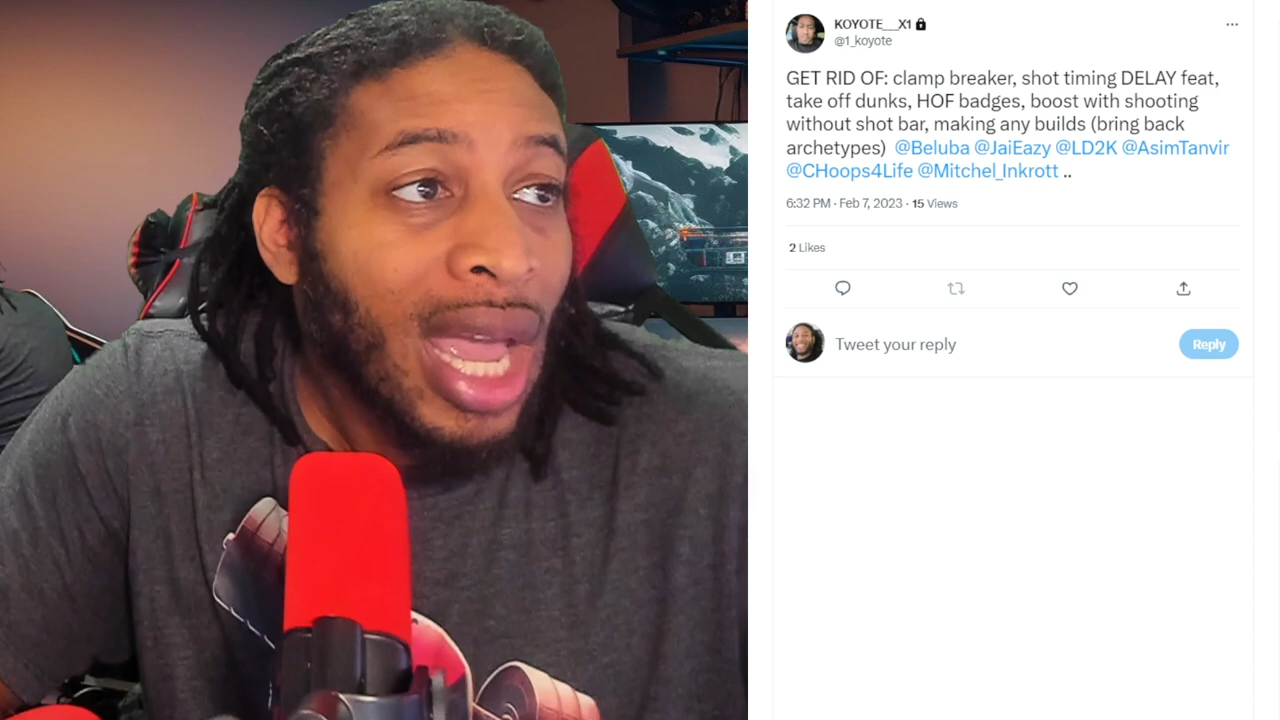 KOYOTE__X1
@1_koyote
GET RID OF: clamp breaker, shot timing DELAY feat,
take off dunks, HOF badges, boost with shooting
without shot bar, making any builds (bring back
archetypes) @Beluba @JaiEazy @LD2K @AsimTanvir
@CHoops4Life @Mitchel_Inkrott ..
6:32 PM · Feb 7, 2023 · 15 Views
2 Likes
Tweet your reply
Reply